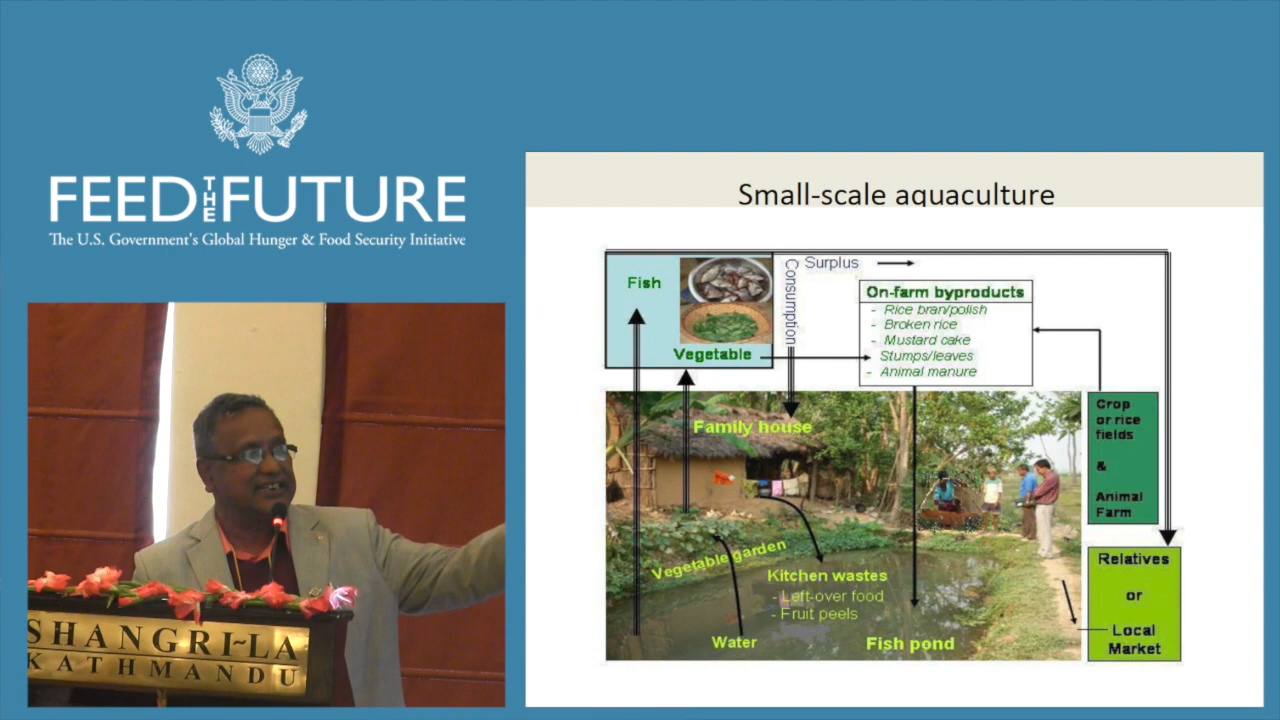 FEED THE FUTURE
The U.S. Government's Global Hunger & Food Security Initiative
SHANGRI~LA
KATHMANDU
Small-scale aquaculture
Fish
Vegetable
Consumption
Surplus
On-farm byproducts
- Rice bran/polish
- Broken rice
- Mustard cake
Stumps/leaves
- Animal manure
Family house
Vegetable garden
Kitchen wastes
- Left-over food
- Fruit peels
Water
Fish pond
Crop
or rice
fields
&
Animal
Farm
Relatives
or
Local
Market